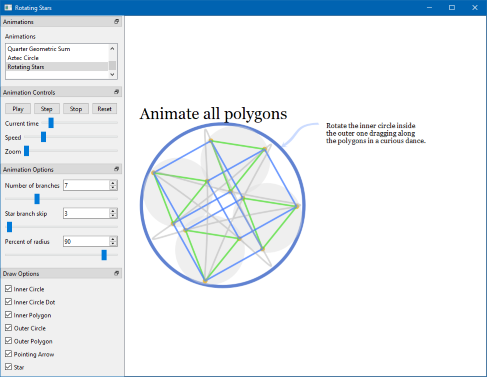 Rotating Stars
Animations
Animations
Quarter Geometric Sum
Aztec Circle
Rotating Stars
Animation Controls
Play Step Stop Reset
Current time
Speed
Zoom
Animation Options
Number of branches 7
Star branch skip 3
Percent of radius 90
Draw Options
Inner Circle
Inner Circle Dot
Inner Polygon
Outer Circle
Outer Polygon
Pointing Arrow
Star
Animate all polygons
Rotate the inner circle inside
the outer one dragging along
the polygons in a curious dance.